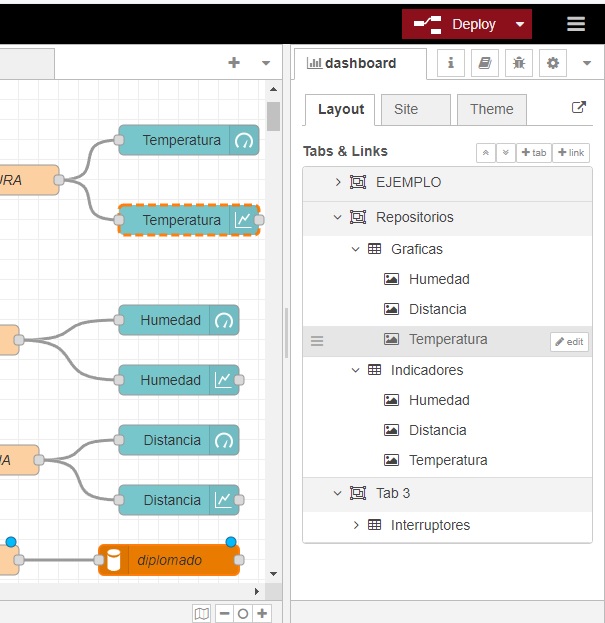 Deploy
dashboard
i
Layout
Site
Theme
Tabs & Links
+ tab
+ link
EJEMPLO
Repositorios
Graficas
Humedad
Distancia
Temperatura
edit
Indicadores
Humedad
Distancia
Temperatura
Tab 3
Interruptores
Temperatura
URA
Temperatura
Humedad
Humedad
Distancia
IA
Distancia
diplomado